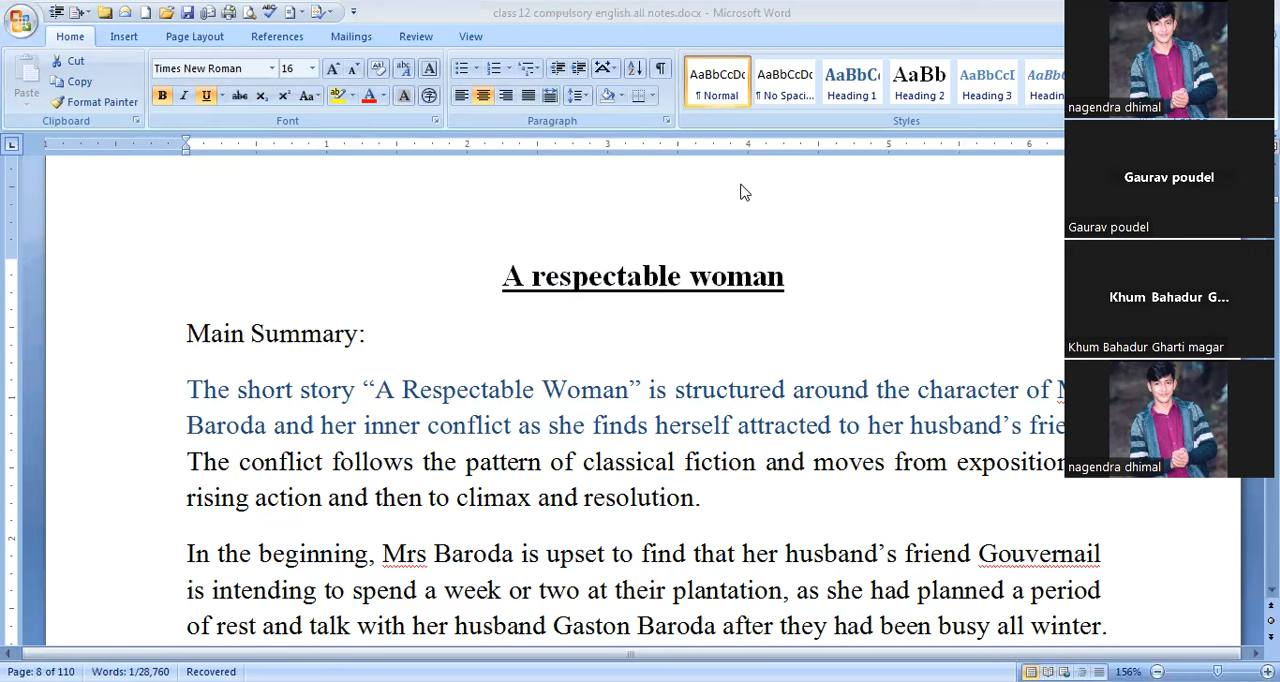 class 12 compulsory english.all notes.docx - Microsoft Word
Home Insert Page Layout References Mailings Review View
Paste
Cut
Copy
Format Painter
Clipboard
Times New Roman 16
Font
Paragraph
AaBbCcDc AaBbCcDc AaBbC AaBb AaBbCcI
¶ Normal ¶ No Spaci... Heading 1 Heading 2 Heading 3
Styles
1 1 2 3 4 5 6
A respectable woman
Main Summary:
The short story “A Respectable Woman” is structured around the character of
Baroda and her inner conflict as she finds herself attracted to her husband’s
The conflict follows the pattern of classical fiction and moves from exposition
rising action and then to climax and resolution.
In the beginning, Mrs Baroda is upset to find that her husband’s friend Gouvernail
is intending to spend a week or two at their plantation, as she had planned a period
of rest and talk with her husband Gaston Baroda after they had been busy all winter.
nagendra dhimal
Gaurav poudel
Gaurav poudel
Khum Bahadur G...
Khum Bahadur Gharti magar
nagendra dhimal
Page: 8 of 110 Words: 1/28,760 Recovered 156%